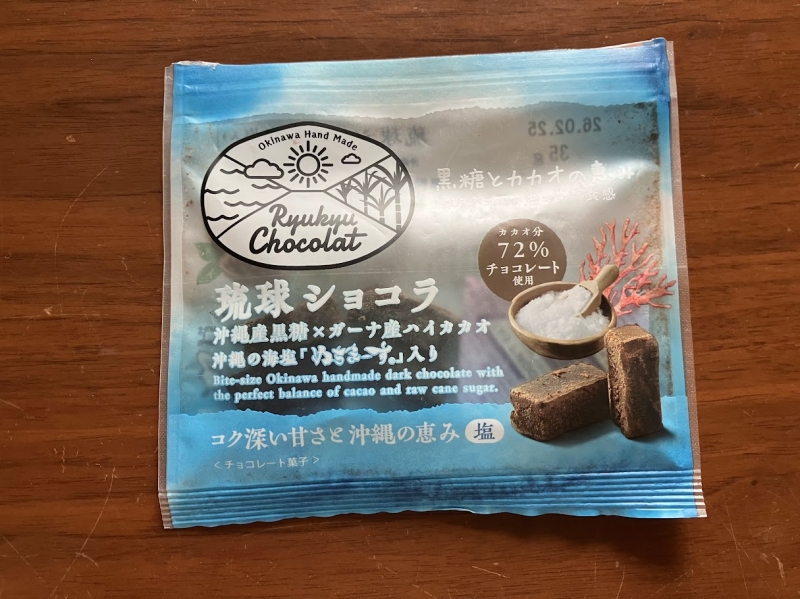 Okinawa Hand Made
Ryukyu
Chocolat
26.02.25
35g
黒糖とカカオの恵み
カカオ分
72%
チョコレート
使用
琉球ショコラ
沖縄産黒糖×ガーナ産ハイカカオ
沖縄の海塩「ぬちまーす。」入り
Bite-size Okinawa handmade dark chocolate with
the perfect balance of cacao and raw cane sugar.
コク深い甘さと沖縄の恵み 塩
<チョコレート菓子>